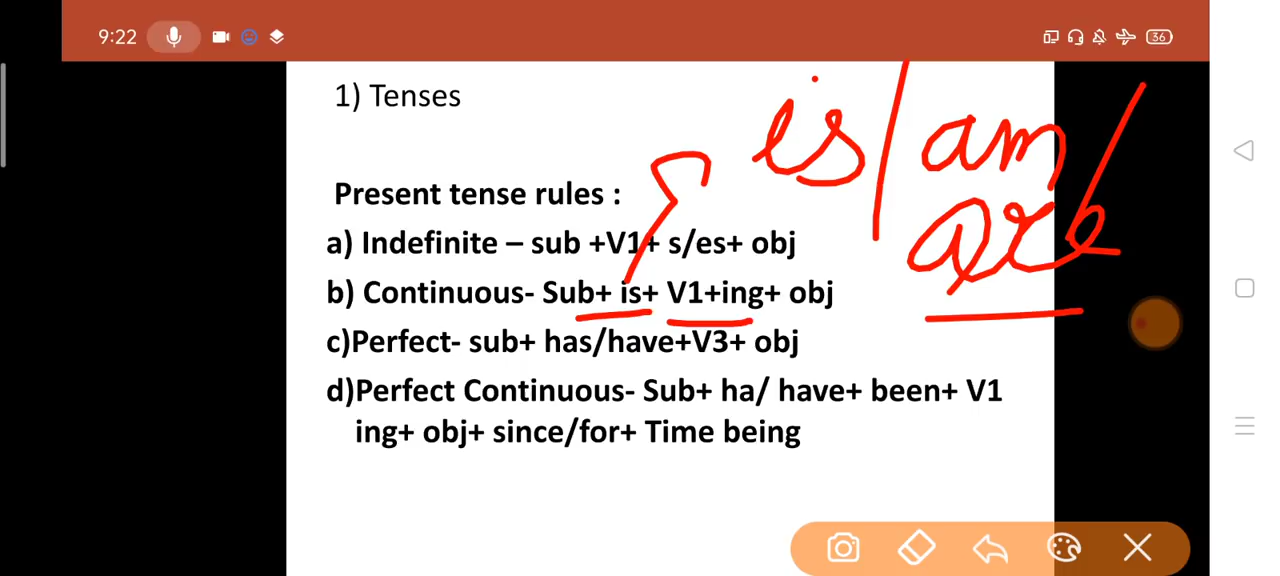 9:22
36
1) Tenses
is/am/
are
Present tense rules :
a) Indefinite – sub +V1+ s/es+ obj
b) Continuous- Sub+ is+ V1+ing+ obj
c)Perfect- sub+ has/have+V3+ obj
d)Perfect Continuous- Sub+ ha/ have+ been+ V1
ing+ obj+ since/for+ Time being